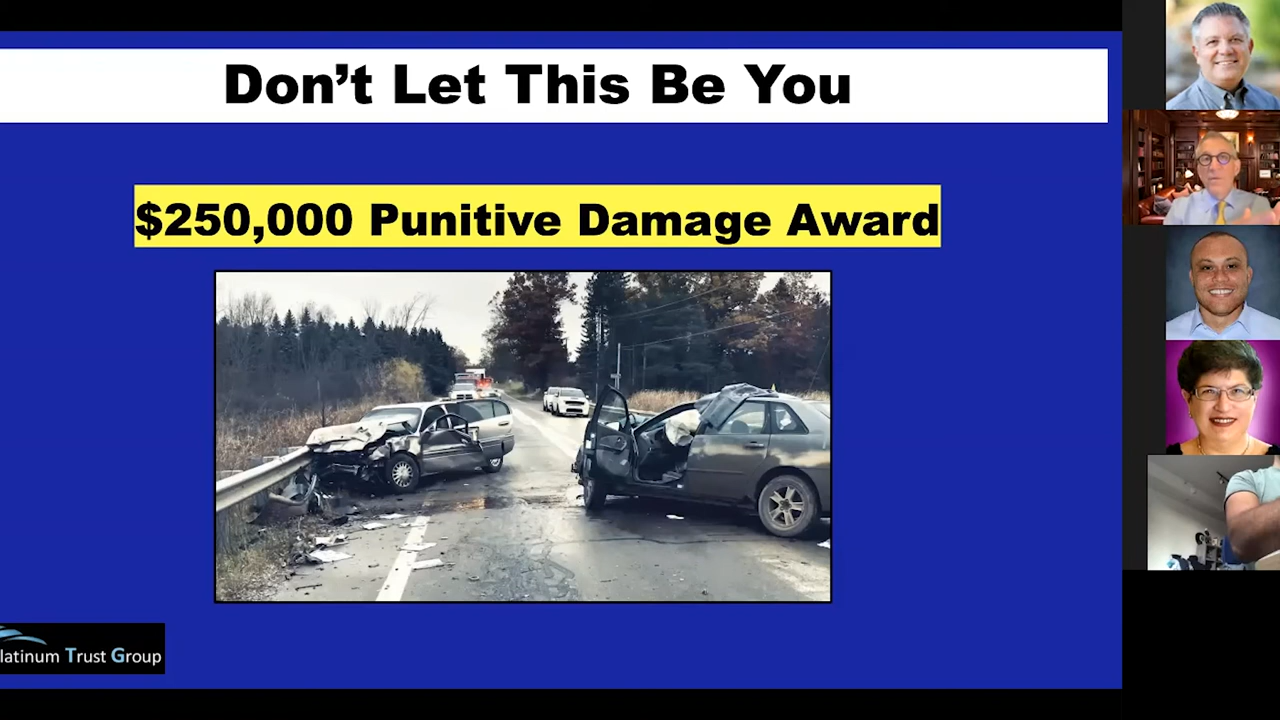 Don’t Let This Be You
$250,000 Punitive Damage Award
latinum Trust Group